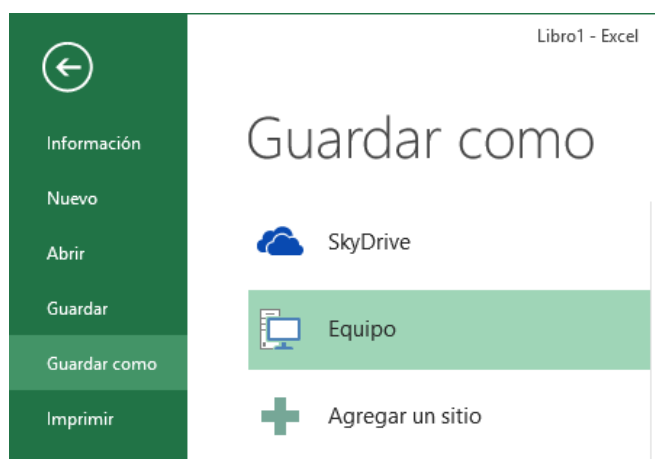 Libro1 - Excel
Información
Nuevo
Abrir
Guardar
Guardar como
Imprimir
Guardar como
SkyDrive
Equipo
Agregar un sitio